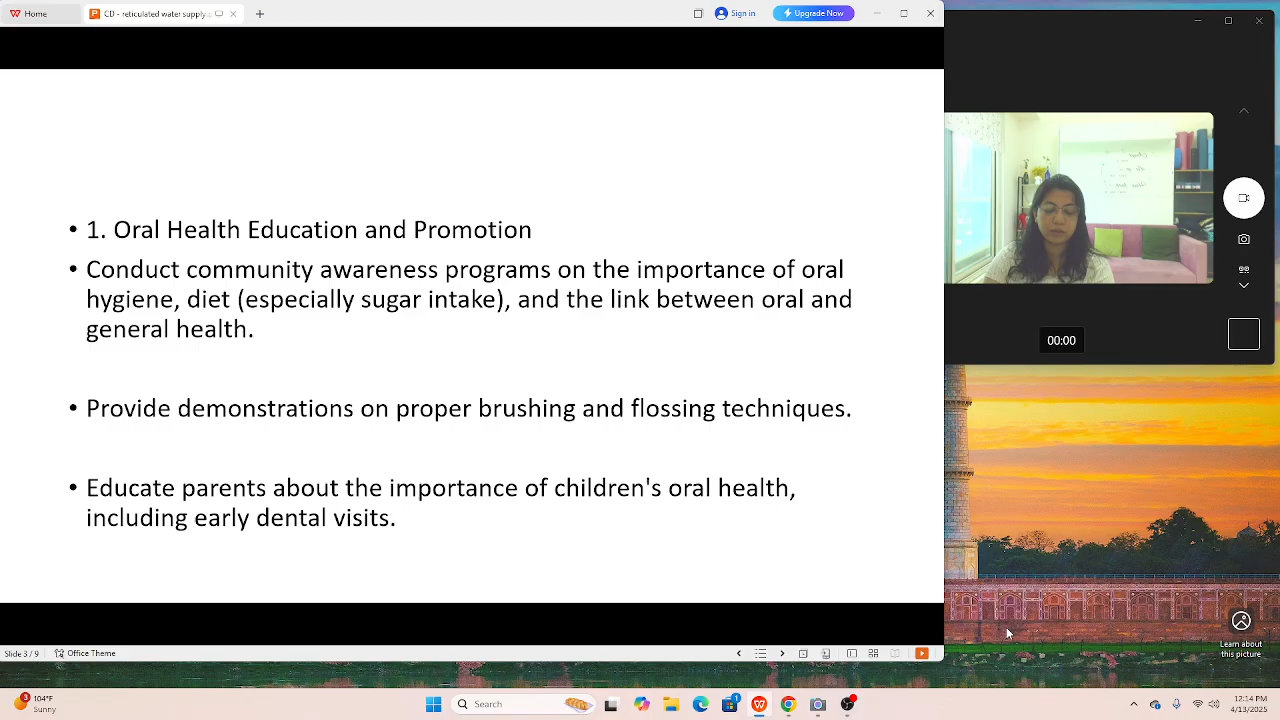 Home
CD - reticulated water supply
Sign in
Upgrade Now
• 1. Oral Health Education and Promotion
• Conduct community awareness programs on the importance of oral
hygiene, diet (especially sugar intake), and the link between oral and
general health.
• Provide demonstrations on proper brushing and flossing techniques.
• Educate parents about the importance of children's oral health,
including early dental visits.
00:00
Learn about
this picture
Slide 3 / 9
Office Theme
3
104°F
Sunny
Search
1
12:14 PM
4/13/2025